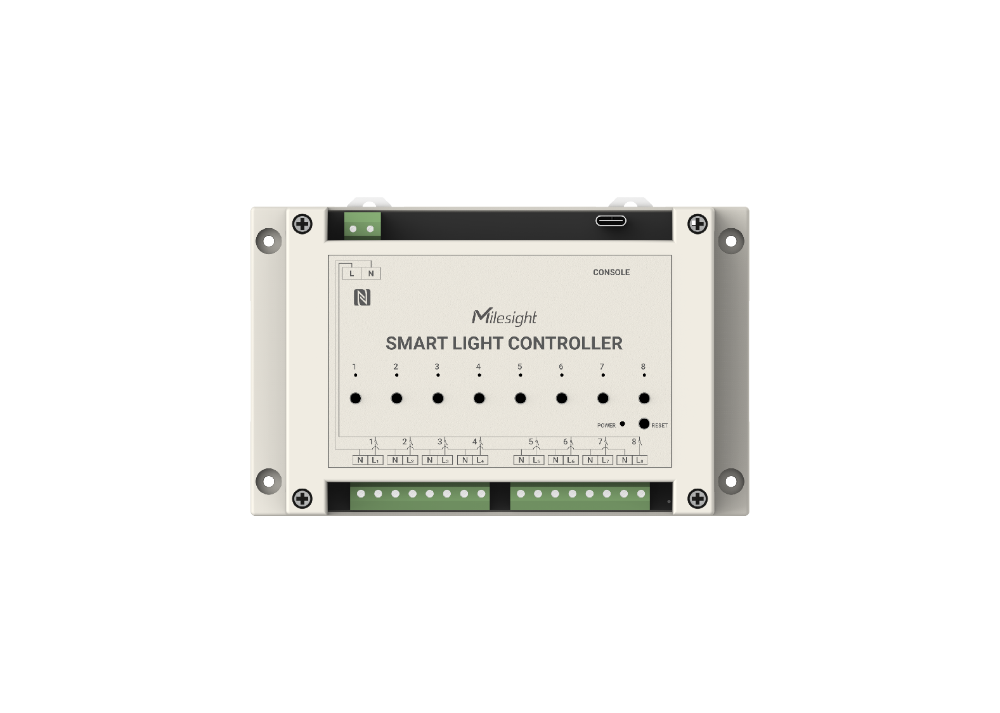 L N
CONSOLE
Milesight
SMART LIGHT CONTROLLER
1 2 3 4 5 6 7 8
POWER RESET
1 2 3 4 5 6 7 8
N L1 N L2 N L3 N L4 N L5 N L6 N L7 N L8